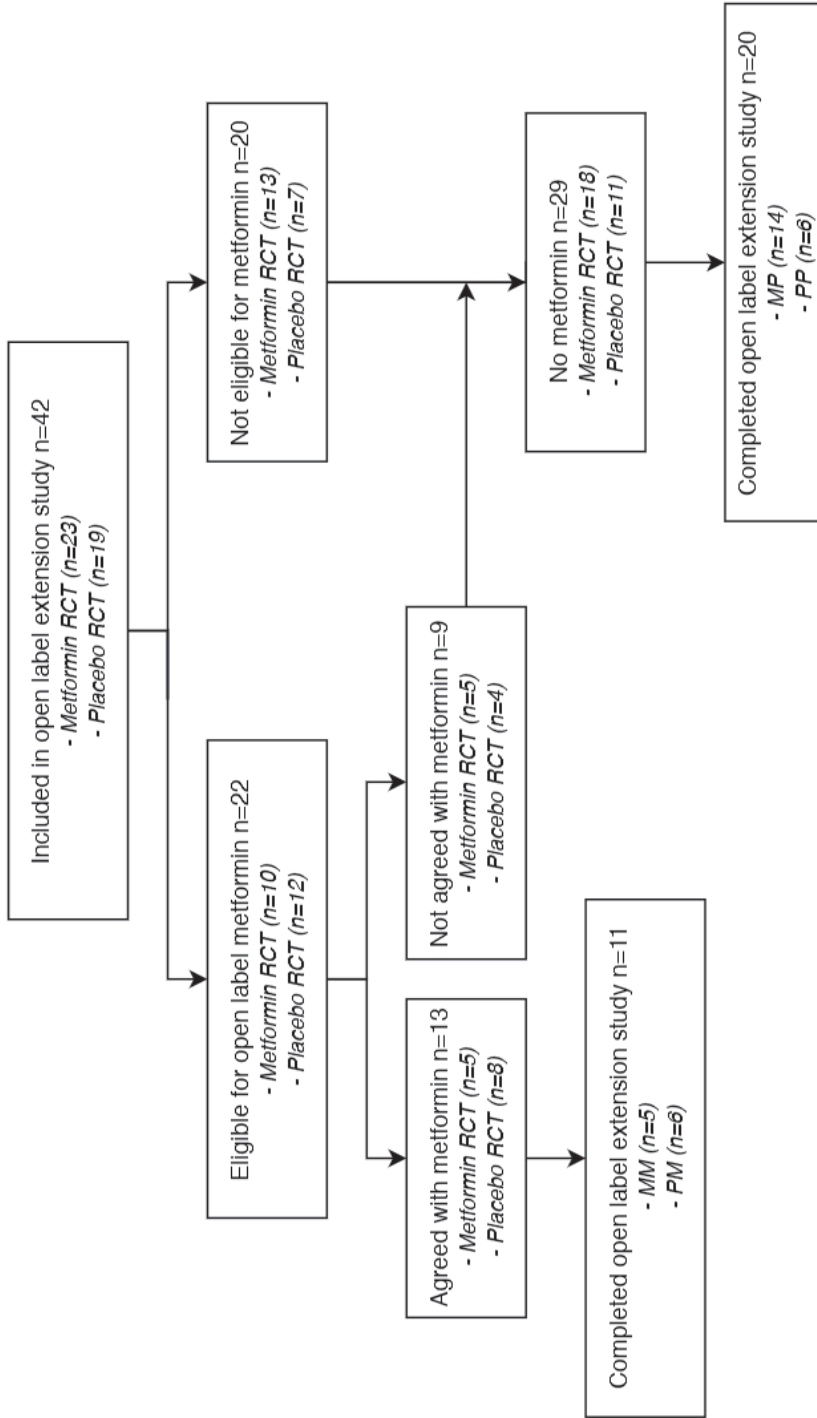 Included in open label extension study n=42
- Metformin RCT (n=23)
- Placebo RCT (n=19)
Eligible for open label metformin n=22
- Metformin RCT (n=10)
- Placebo RCT (n=12)
Not eligible for metformin n=20
- Metformin RCT (n=13)
- Placebo RCT (n=7)
Agreed with metformin n=13
- Metformin RCT (n=5)
- Placebo RCT (n=8)
Not agreed with metformin n=9
- Metformin RCT (n=5)
- Placebo RCT (n=4)
No metformin n=29
- Metformin RCT (n=18)
- Placebo RCT (n=11)
Completed open label extension study n=11
- MM (n=5)
- PM (n=6)
Completed open label extension study n=20
- MP (n=14)
- PP (n=6)